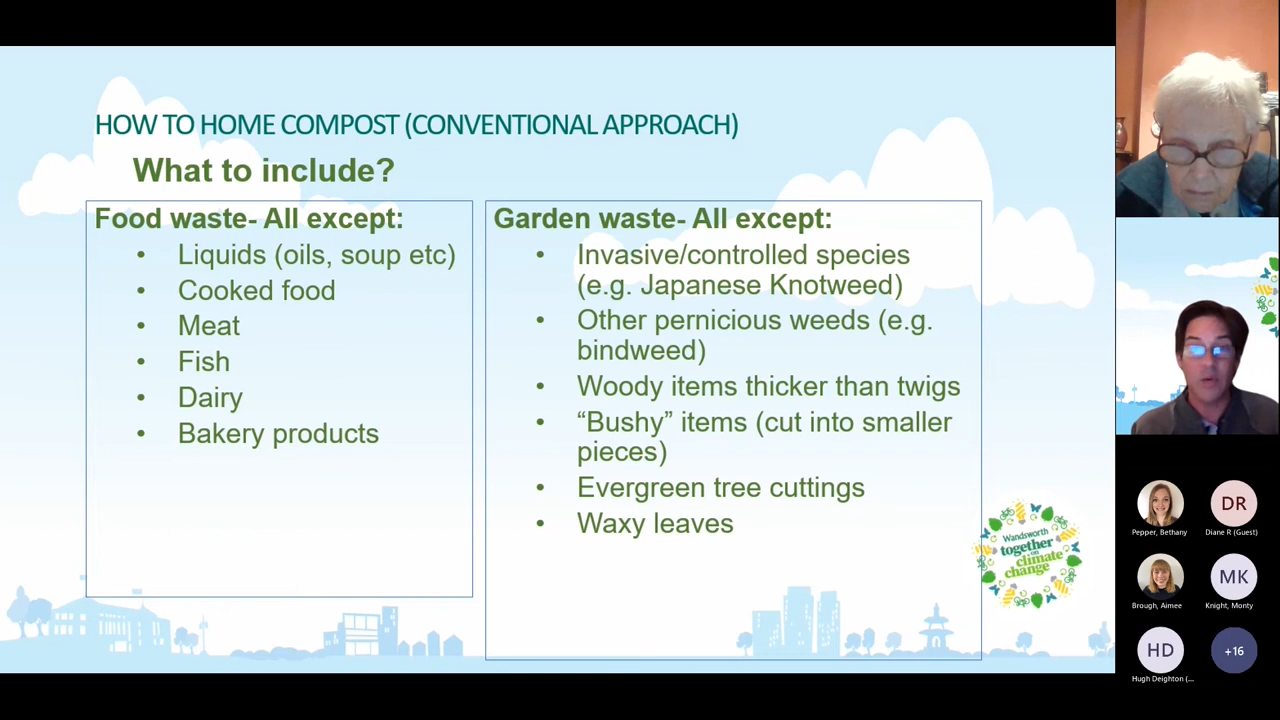 HOW TO HOME COMPOST (CONVENTIONAL APPROACH)
What to include?
Food waste- All except:
• Liquids (oils, soup etc)
• Cooked food
• Meat
• Fish
• Dairy
• Bakery products
Garden waste- All except:
• Invasive/controlled species
(e.g. Japanese Knotweed)
• Other pernicious weeds (e.g.
bindweed)
• Woody items thicker than twigs
• “Bushy” items (cut into smaller
pieces)
• Evergreen tree cuttings
• Waxy leaves
Wandsworth
together
on
climate
change
Pepper, Bethany
DR
Diane R (Guest)
Brough, Aimee
MK
Knight, Monty
HD
Hugh Deighton (...
+16